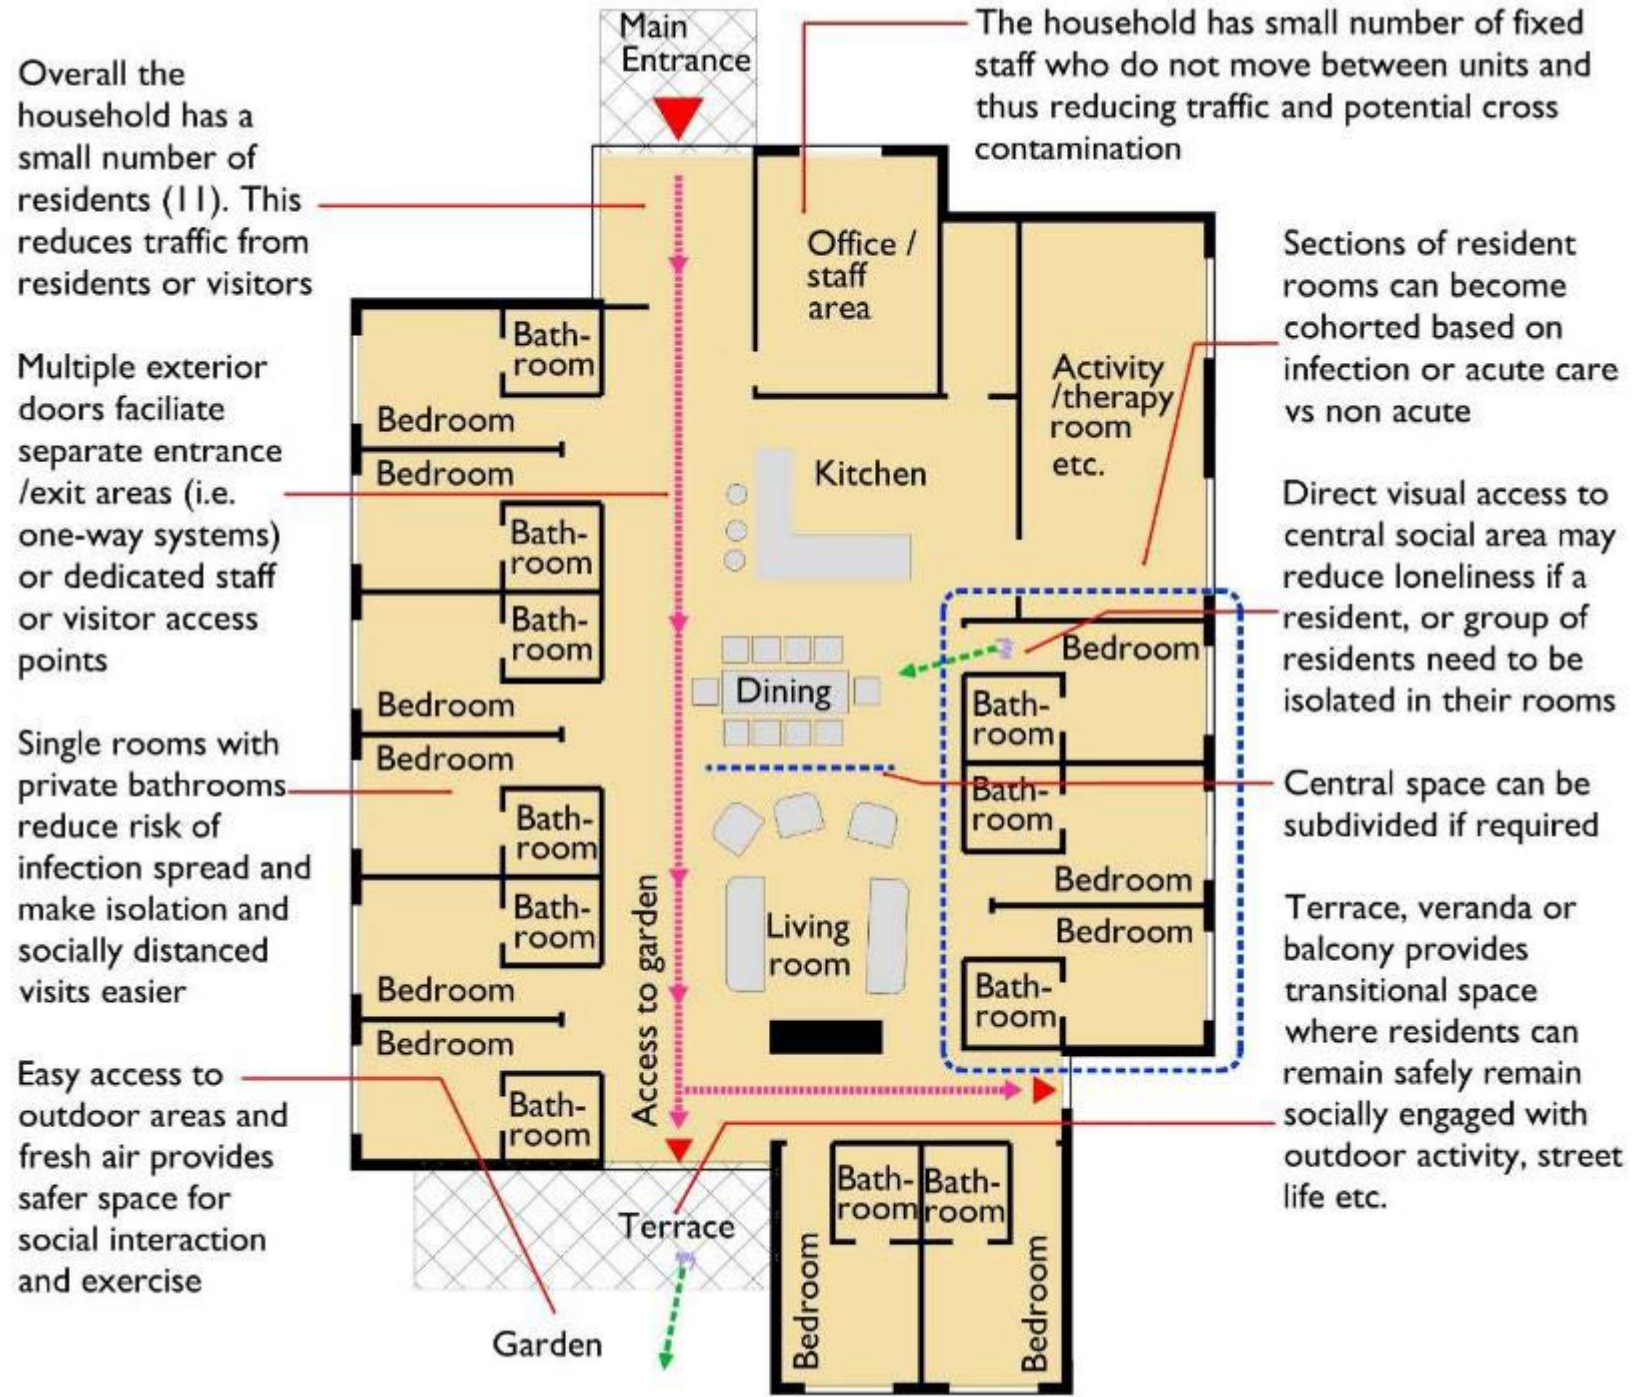 Main
Entrance
The household has small number of fixed
staff who do not move between units and
thus reducing traffic and potential cross
contamination
Overall the
household has a
small number of
residents (11). This
reduces traffic from
residents or visitors
Multiple exterior
doors faciliate
separate entrance
/exit areas (i.e.
one-way systems)
or dedicated staff
or visitor access
points
Single rooms with
private bathrooms
reduce risk of
infection spread and
make isolation and
socially distanced
visits easier
Easy access to
outdoor areas and
fresh air provides
safer space for
social interaction
and exercise
Office /
staff
area
Activity
/therapy
room
etc.
Kitchen
Dining
Living
room
Access to garden
Bath-
room
Bedroom
Bedroom
Bath-
room
Bath-
room
Bedroom
Bedroom
Bath-
room
Bath-
room
Bedroom
Bedroom
Bath-
room
Bedroom
Bath-
room
Bath-
room
Bedroom
Bedroom
Bath-
room
Bath-
room
Bath-
room
Bedroom
Bedroom
Terrace
Garden
Sections of resident
rooms can become
cohorted based on
infection or acute care
vs non acute
Direct visual access to
central social area may
reduce loneliness if a
resident, or group of
residents need to be
isolated in their rooms
Central space can be
subdivided if required
Terrace, veranda or
balcony provides
transitional space
where residents can
remain safely remain
socially engaged with
outdoor activity, street
life etc.